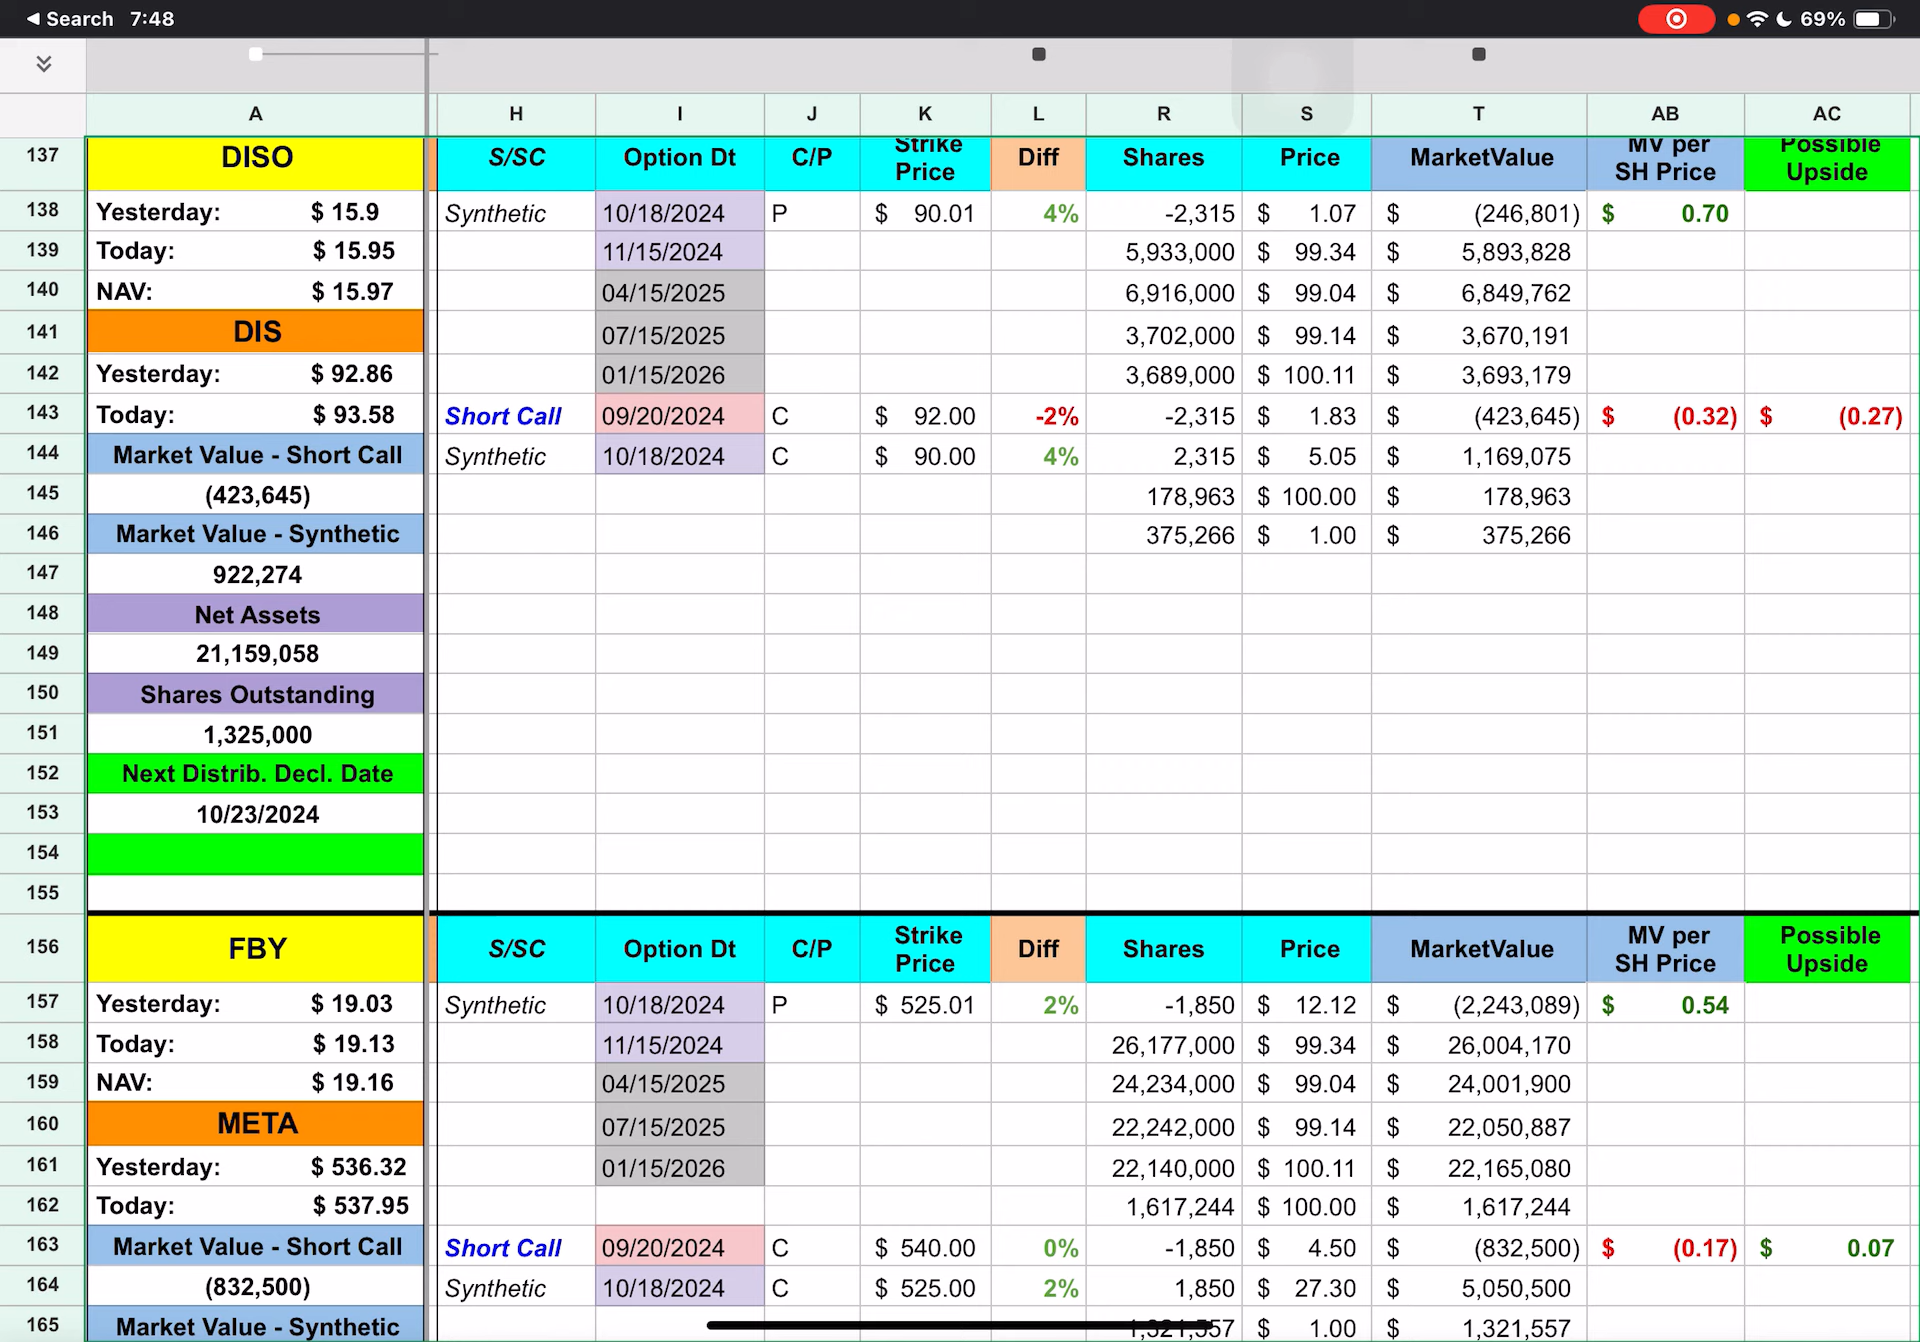 Search 7:48 69%
A H I J K L R S T AB AC
137 DISO S/SC Option Dt C/P Strike Price Diff Shares Price MarketValue MV per SH Price Possible Upside
138 Yesterday: $ 15.9 Synthetic 10/18/2024 P $ 90.01 4% -2,315 $ 1.07 $ (246,801) $ 0.70
139 Today: $ 15.95 11/15/2024 5,933,000 $ 99.34 $ 5,893,828
140 NAV: $ 15.97 04/15/2025 6,916,000 $ 99.04 $ 6,849,762
141 DIS 07/15/2025 3,702,000 $ 99.14 $ 3,670,191
142 Yesterday: $ 92.86 01/15/2026 3,689,000 $ 100.11 $ 3,693,179
143 Today: $ 93.58 Short Call 09/20/2024 C $ 92.00 -2% -2,315 $ 1.83 $ (423,645) $ (0.32) $ (0.27)
144 Market Value - Short Call Synthetic 10/18/2024 C $ 90.00 4% 2,315 $ 5.05 $ 1,169,075
145 (423,645) 178,963 $ 100.00 $ 178,963
146 Market Value - Synthetic 375,266 $ 1.00 $ 375,266
147 922,274
148 Net Assets
149 21,159,058
150 Shares Outstanding
151 1,325,000
152 Next Distrib. Decl. Date
153 10/23/2024
154
155
156 FBY S/SC Option Dt C/P Strike Price Diff Shares Price MarketValue MV per SH Price Possible Upside
157 Yesterday: $ 19.03 Synthetic 10/18/2024 P $ 525.01 2% -1,850 $ 12.12 $ (2,243,089) $ 0.54
158 Today: $ 19.13 11/15/2024 26,177,000 $ 99.34 $ 26,004,170
159 NAV: $ 19.16 04/15/2025 24,234,000 $ 99.04 $ 24,001,900
160 META 07/15/2025 22,242,000 $ 99.14 $ 22,050,887
161 Yesterday: $ 536.32 01/15/2026 22,140,000 $ 100.11 $ 22,165,080
162 Today: $ 537.95 1,617,244 $ 100.00 $ 1,617,244
163 Market Value - Short Call Short Call 09/20/2024 C $ 540.00 0% -1,850 $ 4.50 $ (832,500) $ (0.17) $ 0.07
164 (832,500) Synthetic 10/18/2024 C $ 525.00 2% 1,850 $ 27.30 $ 5,050,500
165 Market Value - Synthetic 1,321,557 $ 1.00 $ 1,321,557